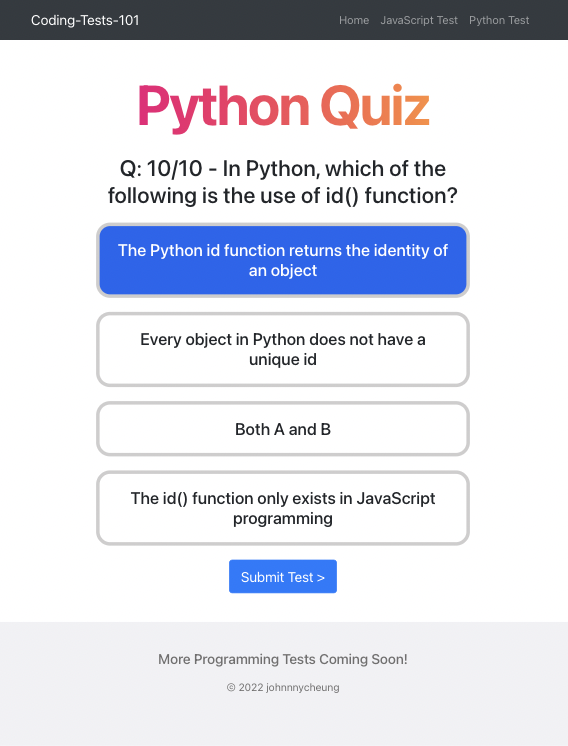 Coding-Tests-101
Home JavaScript Test Python Test
Python Quiz
Q: 10/10 - In Python, which of the
following is the use of id() function?
The Python id function returns the identity of
an object
Every object in Python does not have a
unique id
Both A and B
The id() function only exists in JavaScript
programming
Submit Test >
More Programming Tests Coming Soon!
© 2022 johnnnycheung